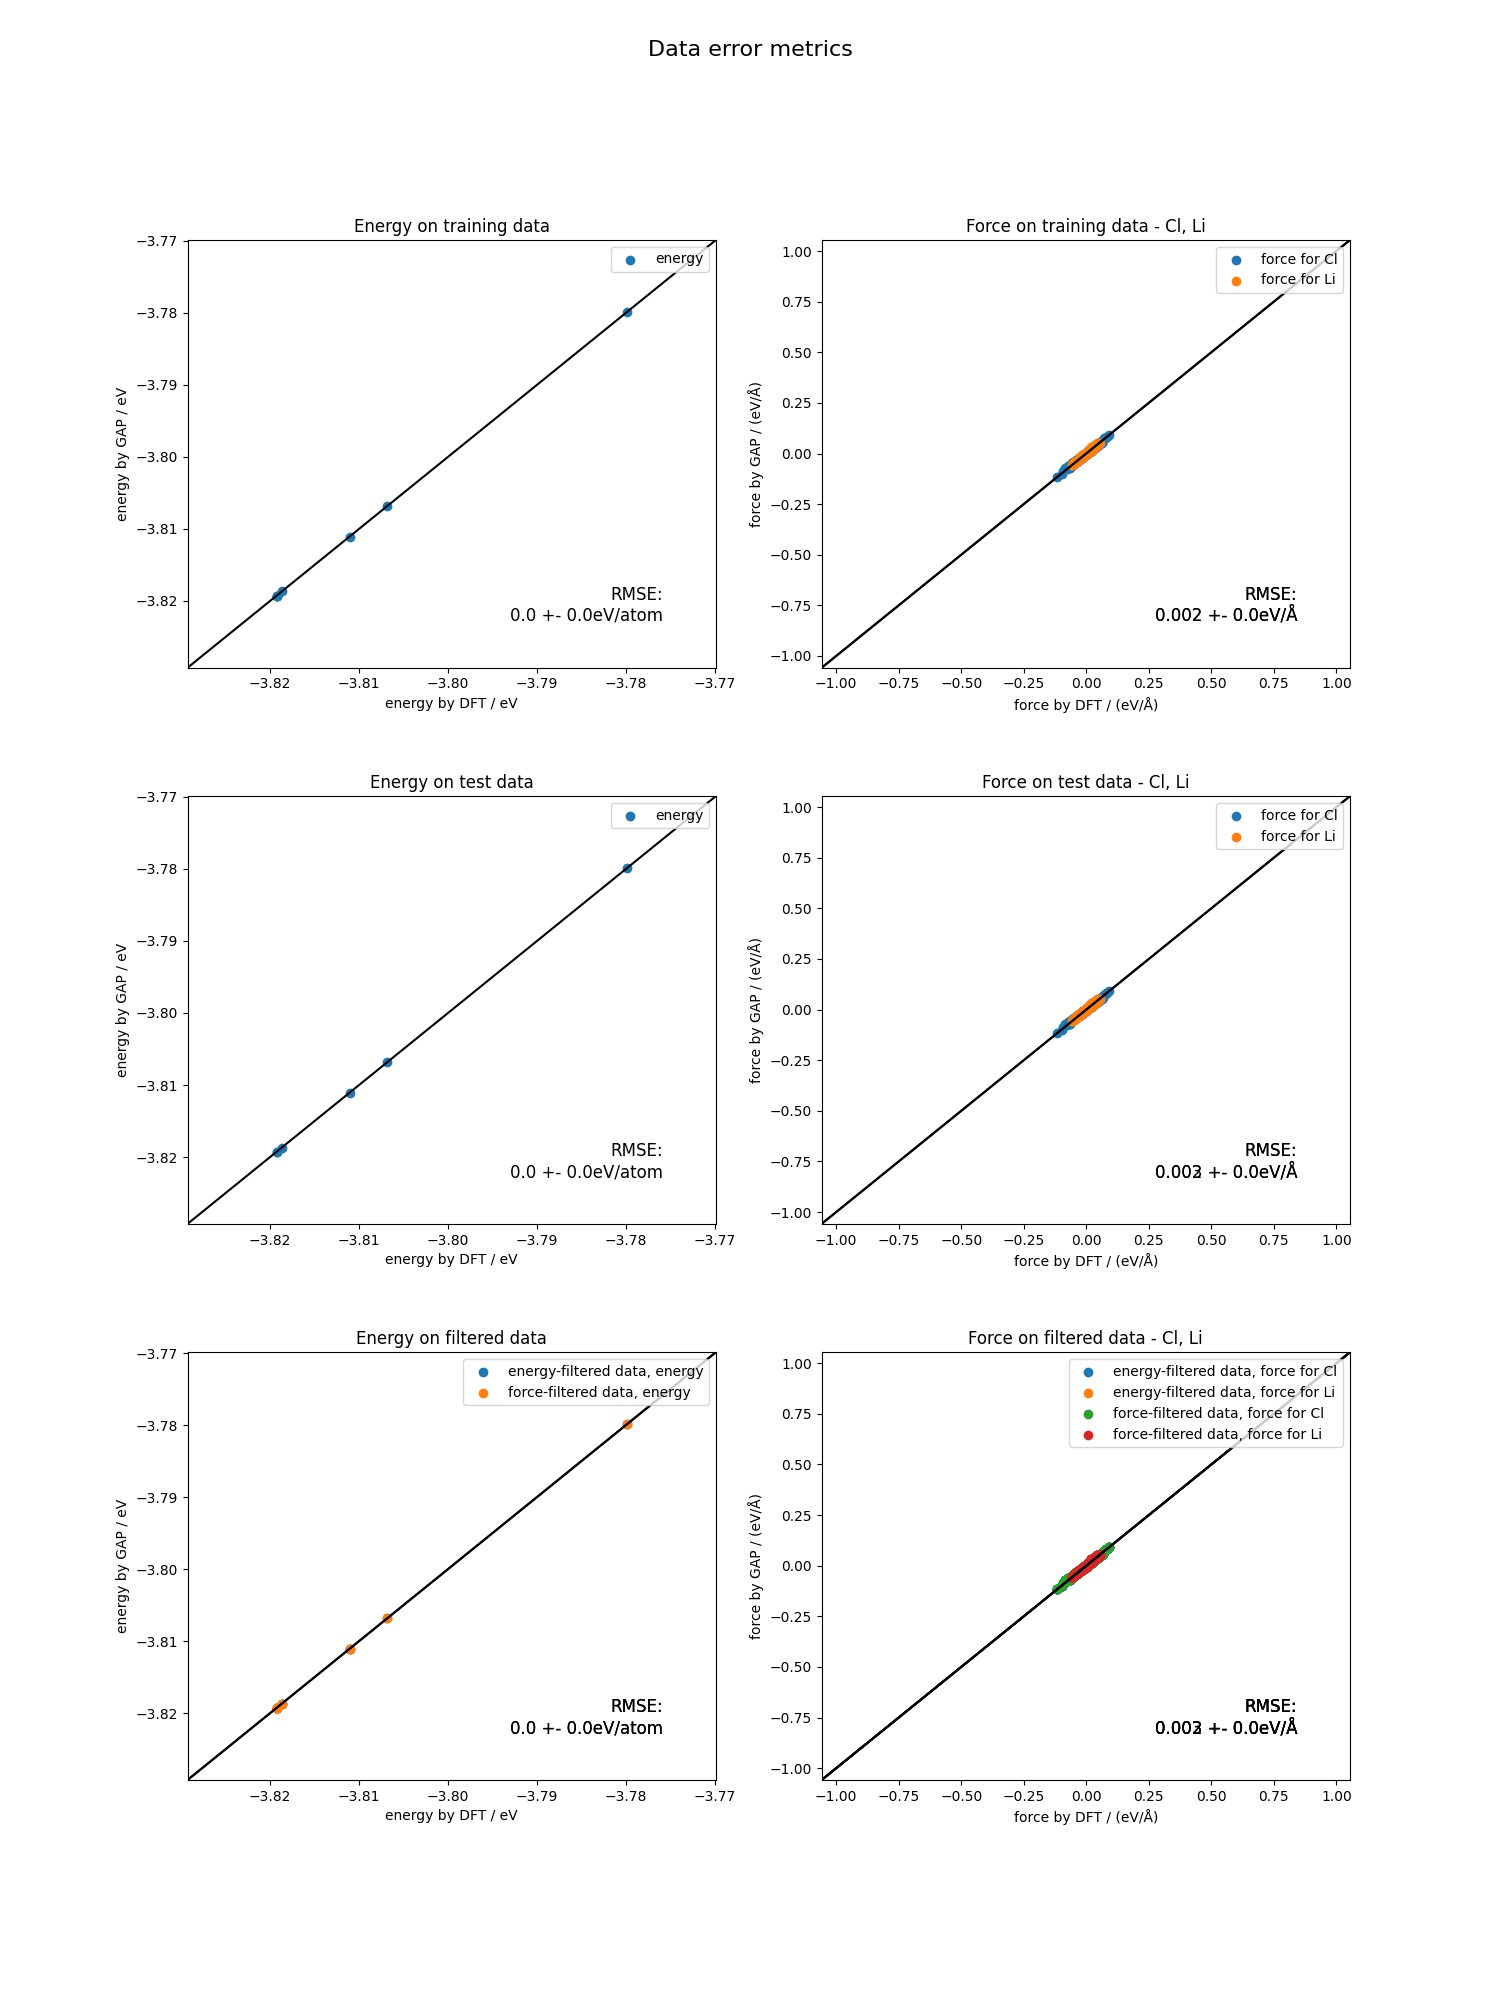 Data error metrics
Energy on training data
−3.77
−3.78
−3.79
−3.80
−3.81
−3.82
energy by GAP / eV
energy
RMSE:
0.0 +- 0.0eV/atom
−3.82 −3.81 −3.80 −3.79 −3.78 −3.77
energy by DFT / eV
Force on training data - Cl, Li
1.00
0.75
0.50
0.25
0.00
−0.25
−0.50
−0.75
−1.00
force by GAP / (eV/Å)
force for Cl
force for Li
RMSE:
0.002 +- 0.0eV/Å
−1.00 −0.75 −0.50 −0.25 0.00 0.25 0.50 0.75 1.00
force by DFT / (eV/Å)
Energy on test data
−3.77
−3.78
−3.79
−3.80
−3.81
−3.82
energy by GAP / eV
energy
RMSE:
0.0 +- 0.0eV/atom
−3.82 −3.81 −3.80 −3.79 −3.78 −3.77
energy by DFT / eV
Force on test data - Cl, Li
1.00
0.75
0.50
0.25
0.00
−0.25
−0.50
−0.75
−1.00
force by GAP / (eV/Å)
force for Cl
force for Li
RMSE:
+- 0.0eV/Å
−1.00 −0.75 −0.50 −0.25 0.00 0.25 0.50 0.75 1.00
force by DFT / (eV/Å)
Energy on filtered data
−3.77
−3.78
−3.79
−3.80
−3.81
−3.82
energy by GAP / eV
energy-filtered data, energy
force-filtered data, energy
RMSE:
0.0 +- 0.0eV/atom
−3.82 −3.81 −3.80 −3.79 −3.78 −3.77
energy by DFT / eV
Force on filtered data - Cl, Li
1.00
0.75
0.50
0.25
0.00
−0.25
−0.50
−0.75
−1.00
force by GAP / (eV/Å)
energy-filtered data, force for Cl
energy-filtered data, force for Li
force-filtered data, force for Cl
force-filtered data, force for Li
RMSE:
+- 0.0eV/Å
−1.00 −0.75 −0.50 −0.25 0.00 0.25 0.50 0.75 1.00
force by DFT / (eV/Å)